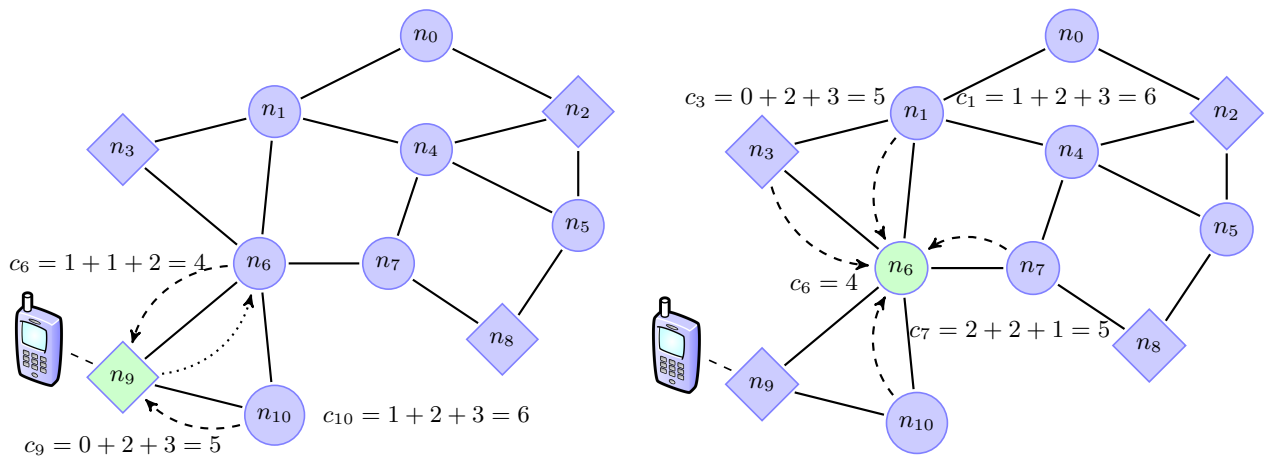 n₀
n₁
n₂
n₃
n₄
n₅
c₆ = 1 + 1 + 2 = 4
n₆
n₇
n₈
n₉
n₁₀
c₁₀ = 1 + 2 + 3 = 6
c₉ = 0 + 2 + 3 = 5
n₀
c₃ = 0 + 2 + 3 = 5
n₁
c₁ = 1 + 2 + 3 = 6
n₂
n₃
n₄
n₅
n₆
n₇
c₆ = 4
c₇ = 2 + 2 + 1 = 5
n₈
n₉
n₁₀